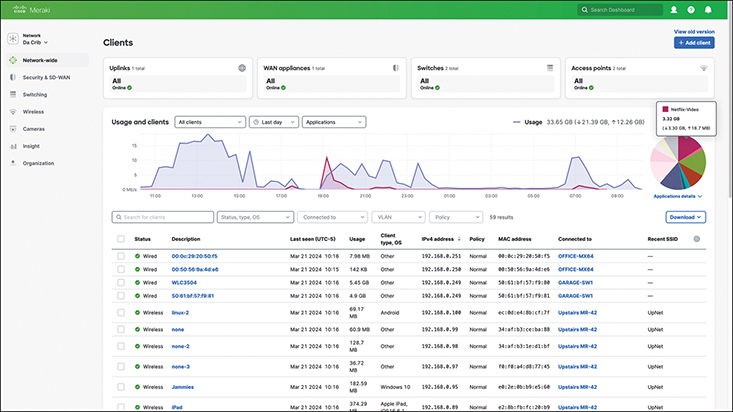 CISCO Meraki
Search Dashboard
Network
Da Crib
Network-wide
Security & SD-WAN
Switching
Wireless
Cameras
Insight
Organization
Clients
View old version
+ Add client
Uplinks 1 total
All
Online
WAN appliances 1 total
All
Online
Switches 2 total
All
Online
Access points 2 total
All
Online
Usage and clients
All clients
Last day
Applications
Usage 33.65 GB (↓ 21.39 GB, ↑ 12.26 GB)
Netflix-Video
3.32 GB
(↓ 3.30 GB, ↑ 18.7 MB)
15
10
5
0 Mb/s
11:00 13:00 15:00 17:00 19:00 21:00 23:00 01:00 03:00 05:00 07:00 09:00
Applications details
Search for clients
Status, type, OS
Connected to
VLAN
Policy
59 results
Download
Status Description Last seen (UTC-5) Usage Client type, OS IPv4 address Policy MAC address Connected to Recent SSID
Wired 00:0c:29:20:50:f5 Mar 21 2024 10:16 7.98 MB Other 192.168.0.251 Normal 00:0c:29:20:50:f5 OFFICE-MX64 —
Wired 00:50:56:9a:4d:e6 Mar 21 2024 10:15 142 KB Other 192.168.0.250 Normal 00:50:56:9a:4d:e6 OFFICE-MX64 —
Wired WLC3504 Mar 21 2024 10:16 5.45 GB Other 192.168.0.249 Normal 50:61:bf:57:f9:80 GARAGE-SW1 —
Wired 50:61:bf:57:f9:81 Mar 21 2024 10:16 4.9 GB Other 192.168.0.249 Normal 50:61:bf:57:f9:81 GARAGE-SW1 —
Wireless linux-2 Mar 21 2024 10:16 69.17 MB Android 192.168.0.100 Normal ec:0d:e4:8b:cf:7f Upstairs MR-42 UpNet
Wireless none Mar 21 2024 10:16 60.9 MB Other 192.168.0.99 Normal 34:af:b3:ce:ba:88 Upstairs MR-42 UpNet
Wireless none-2 Mar 21 2024 10:16 128.7 MB Other 192.168.0.98 Normal 34:af:b3:1e:d1:bf Upstairs MR-42 UpNet
Wireless none-3 Mar 21 2024 10:16 36.72 MB Other 192.168.0.97 Normal f0:f0:a4:d8:77:45 Upstairs MR-42 UpNet
Wireless Jammies Mar 21 2024 10:16 182.59 MB Windows 10 192.168.0.95 Normal e0:2e:0b:b9:e5:60 Upstairs MR-42 UpNet
Wireless iPad Mar 21 2024 10:16 374.29 Apple iPad, 192.168.0.89 Normal e2:8b:fb:fc:20:b9 Upstairs MR-42 UpNet